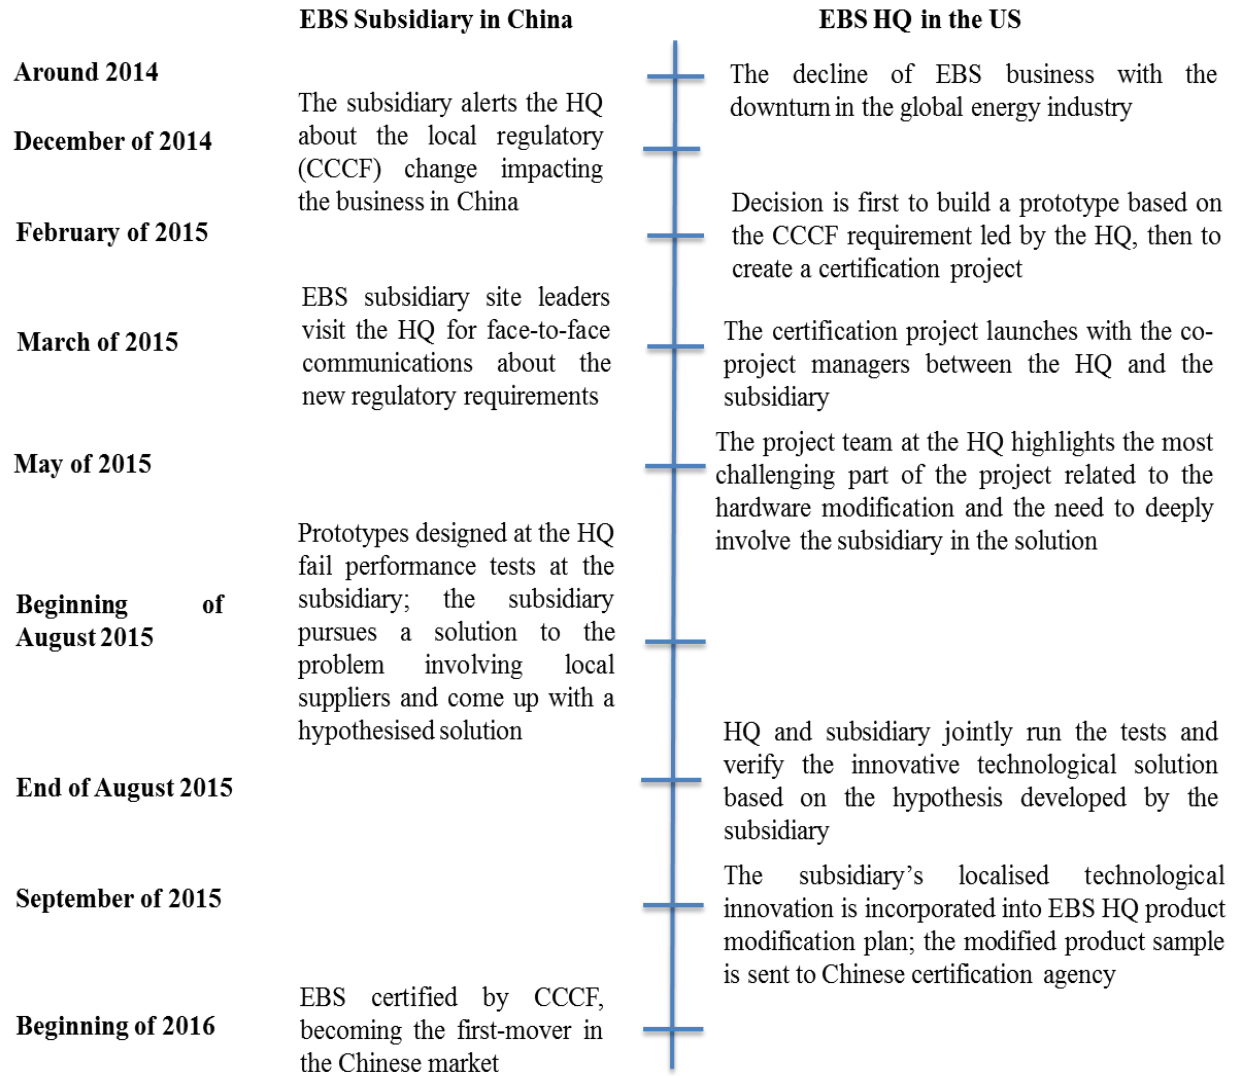 EBS Subsidiary in China
EBS HQ in the US
Around 2014
The decline of EBS business with the
downturn in the global energy industry
December of 2014
The subsidiary alerts the HQ
about the local regulatory
(CCCF) change impacting
the business in China
February of 2015
Decision is first to build a prototype based on
the CCCF requirement led by the HQ, then to
create a certification project
March of 2015
EBS subsidiary site leaders
visit the HQ for face-to-face
communications about the
new regulatory requirements
The certification project launches with the co-
project managers between the HQ and the
subsidiary
May of 2015
The project team at the HQ highlights the most
challenging part of the project related to the
hardware modification and the need to deeply
involve the subsidiary in the solution
Beginning of
August 2015
Prototypes designed at the HQ
fail performance tests at the
subsidiary; the subsidiary
pursues a solution to the
problem involving local
suppliers and come up with a
hypothesised solution
End of August 2015
HQ and subsidiary jointly run the tests and
verify the innovative technological solution
based on the hypothesis developed by the
subsidiary
September of 2015
The subsidiary's localised technological
innovation is incorporated into EBS HQ product
modification plan; the modified product sample
is sent to Chinese certification agency
Beginning of 2016
EBS certified by CCCF,
becoming the first-mover in
the Chinese market